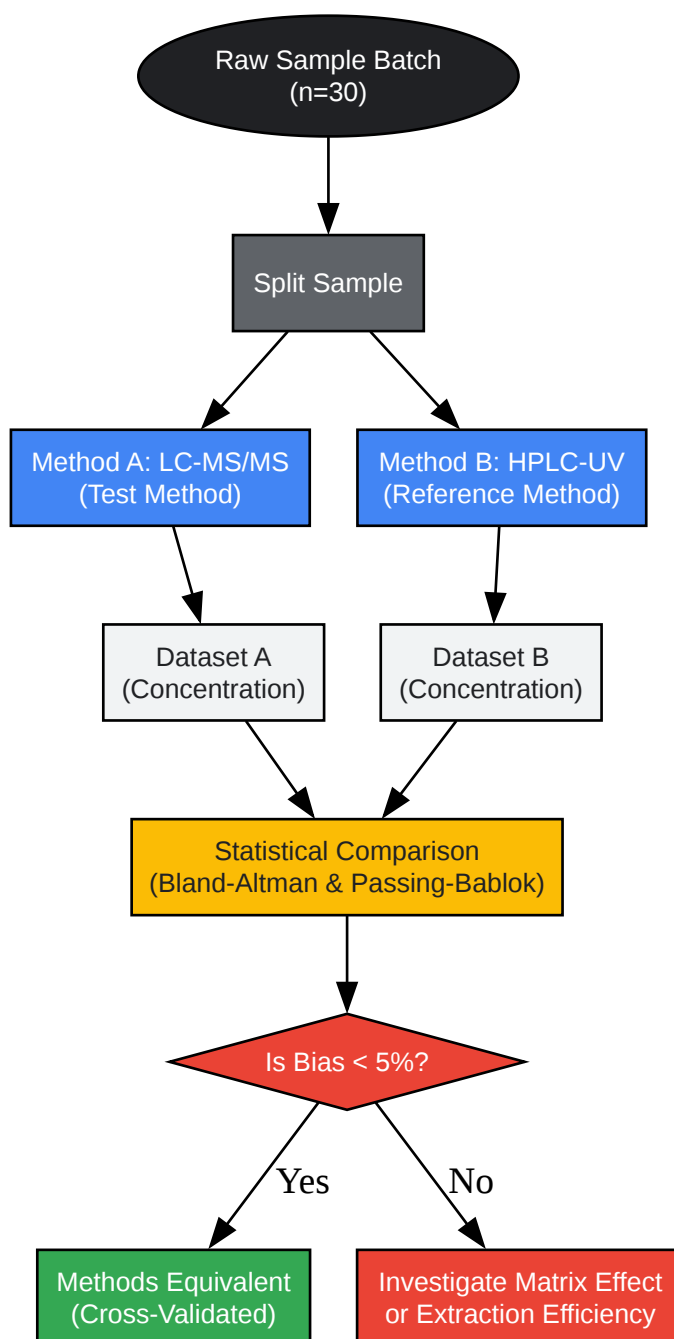 Raw Sample Batch
(n=30)
Split Sample
Method A: LC-MS/MS
(Test Method)
Method B: HPLC-UV
(Reference Method)
Dataset A
(Concentration)
Dataset B
(Concentration)
Statistical Comparison
(Bland-Altman & Passing-Bablok)
Is Bias < 5%?
Yes
No
Methods Equivalent
(Cross-Validated)
Investigate Matrix Effect
or Extraction Efficiency